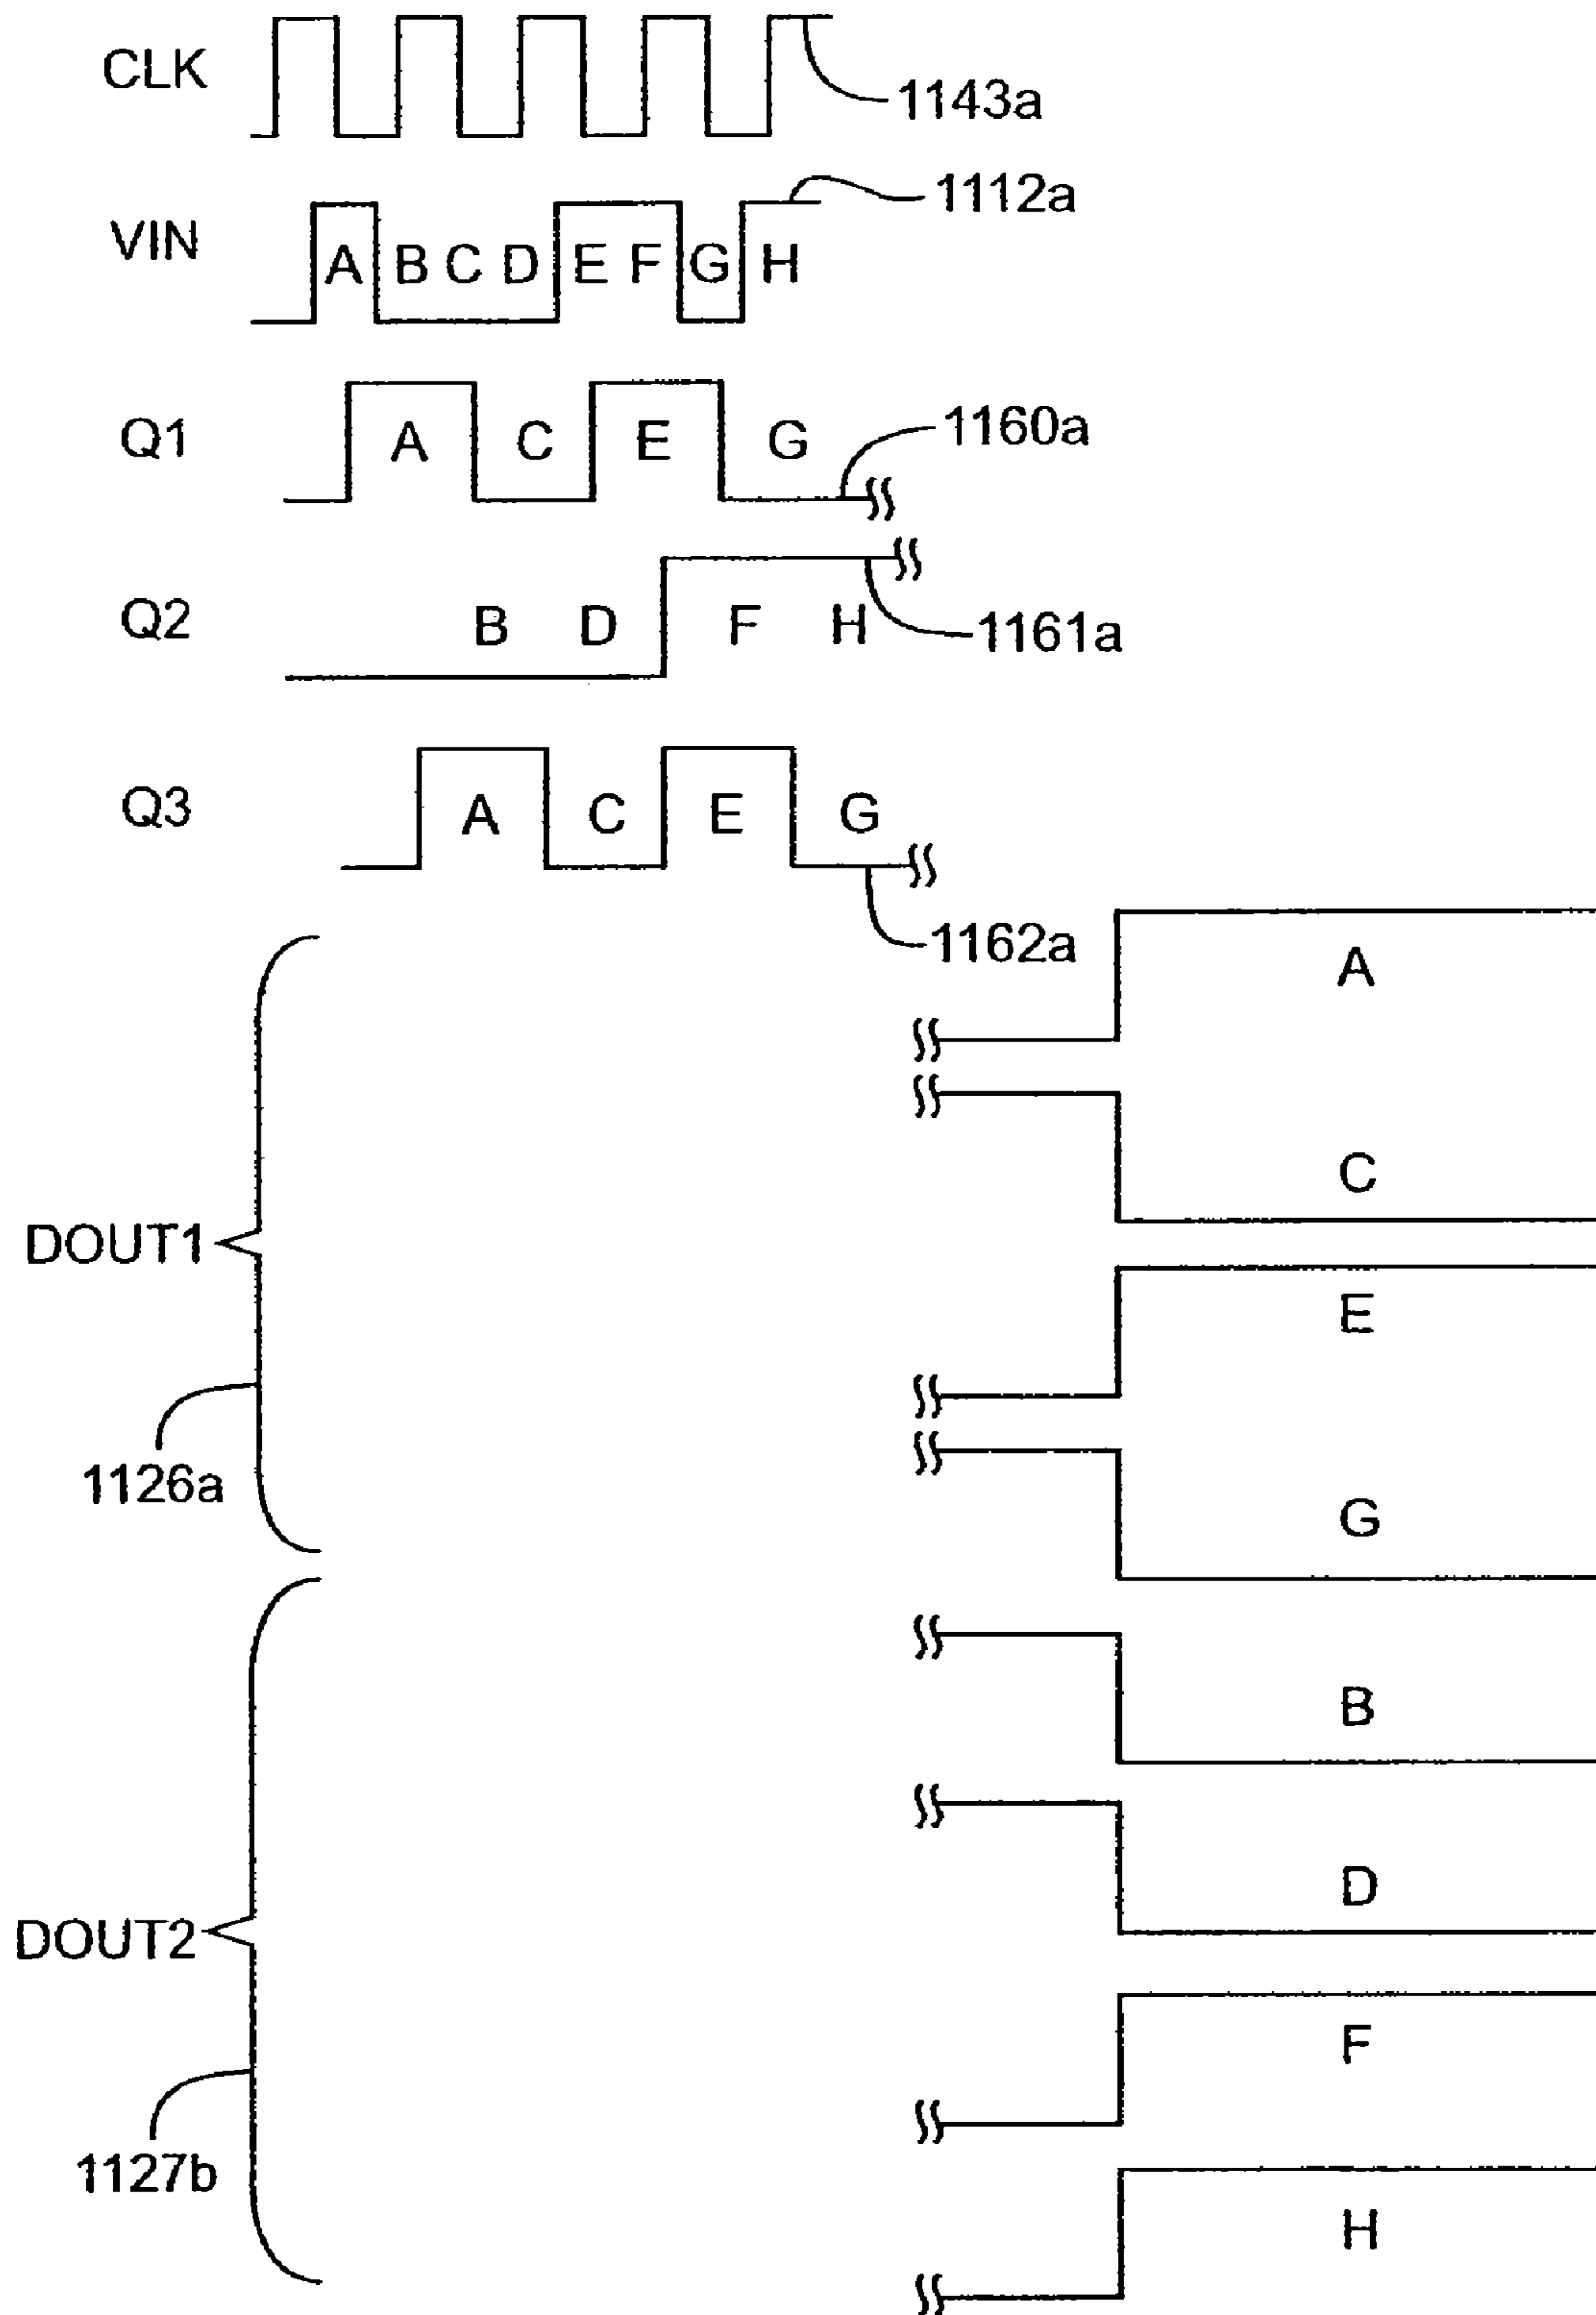 CLK
1143a
VIN
1112a
A B C D E F G H
Q1
A C E G
1160a
Q2
B D F H
1161a
Q3
A C E G
1162a
DOUT1
1126a
A
C
E
G
DOUT2
1127b
B
D
F
H